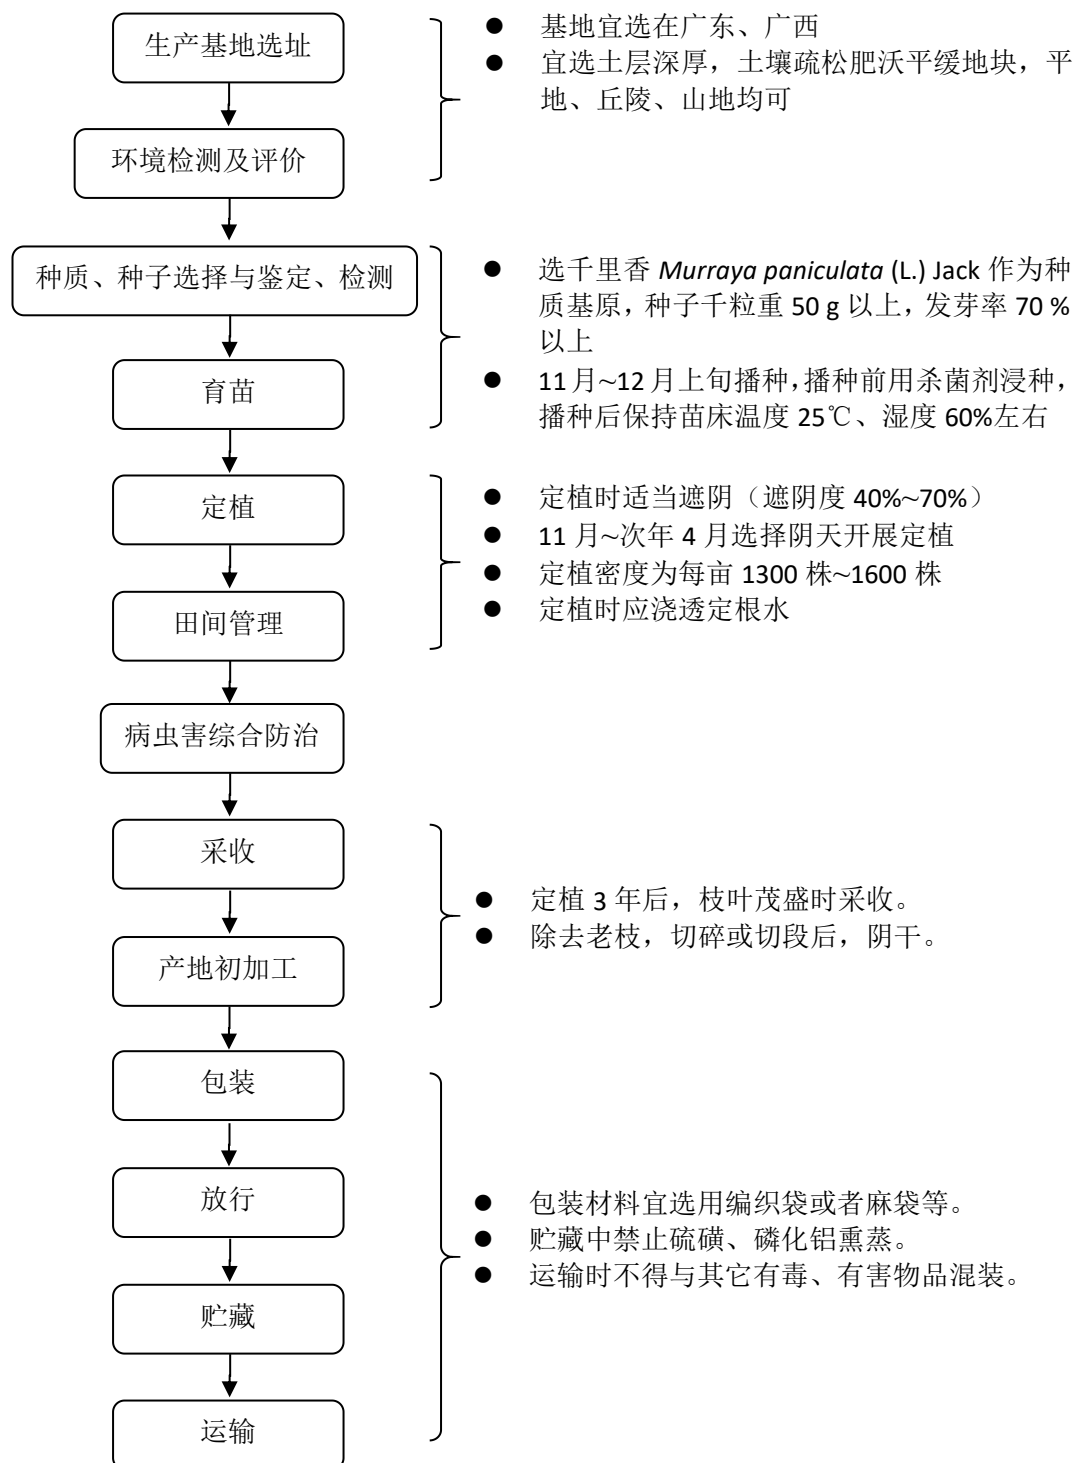 生产基地选址
● 基地宜选在广东、广西
● 宜选土层深厚，土壤疏松肥沃平缓地块，平
地、丘陵、山地均可
环境检测及评价
种质、种子选择与鉴定、检测
● 选千里香 Murraya paniculata (L.) Jack 作为种
质基原，种子千粒重 50 g 以上，发芽率 70 %
以上
育苗
● 11 月~12 月上旬播种，播种前用杀菌剂浸种，
播种后保持苗床温度 25℃、湿度 60%左右
定植
● 定植时适当遮阴（遮阴度 40%~70%）
● 11 月~次年 4 月选择阴天开展定植
● 定植密度为每亩 1300 株~1600 株
● 定植时应浇透定根水
田间管理
病虫害综合防治
采收
● 定植 3 年后，枝叶茂盛时采收。
● 除去老枝，切碎或切段后，阴干。
产地初加工
包装
放行
● 包装材料宜选用编织袋或者麻袋等。
● 贮藏中禁止硫磺、磷化铝熏蒸。
● 运输时不得与其它有毒、有害物品混装。
贮藏
运输